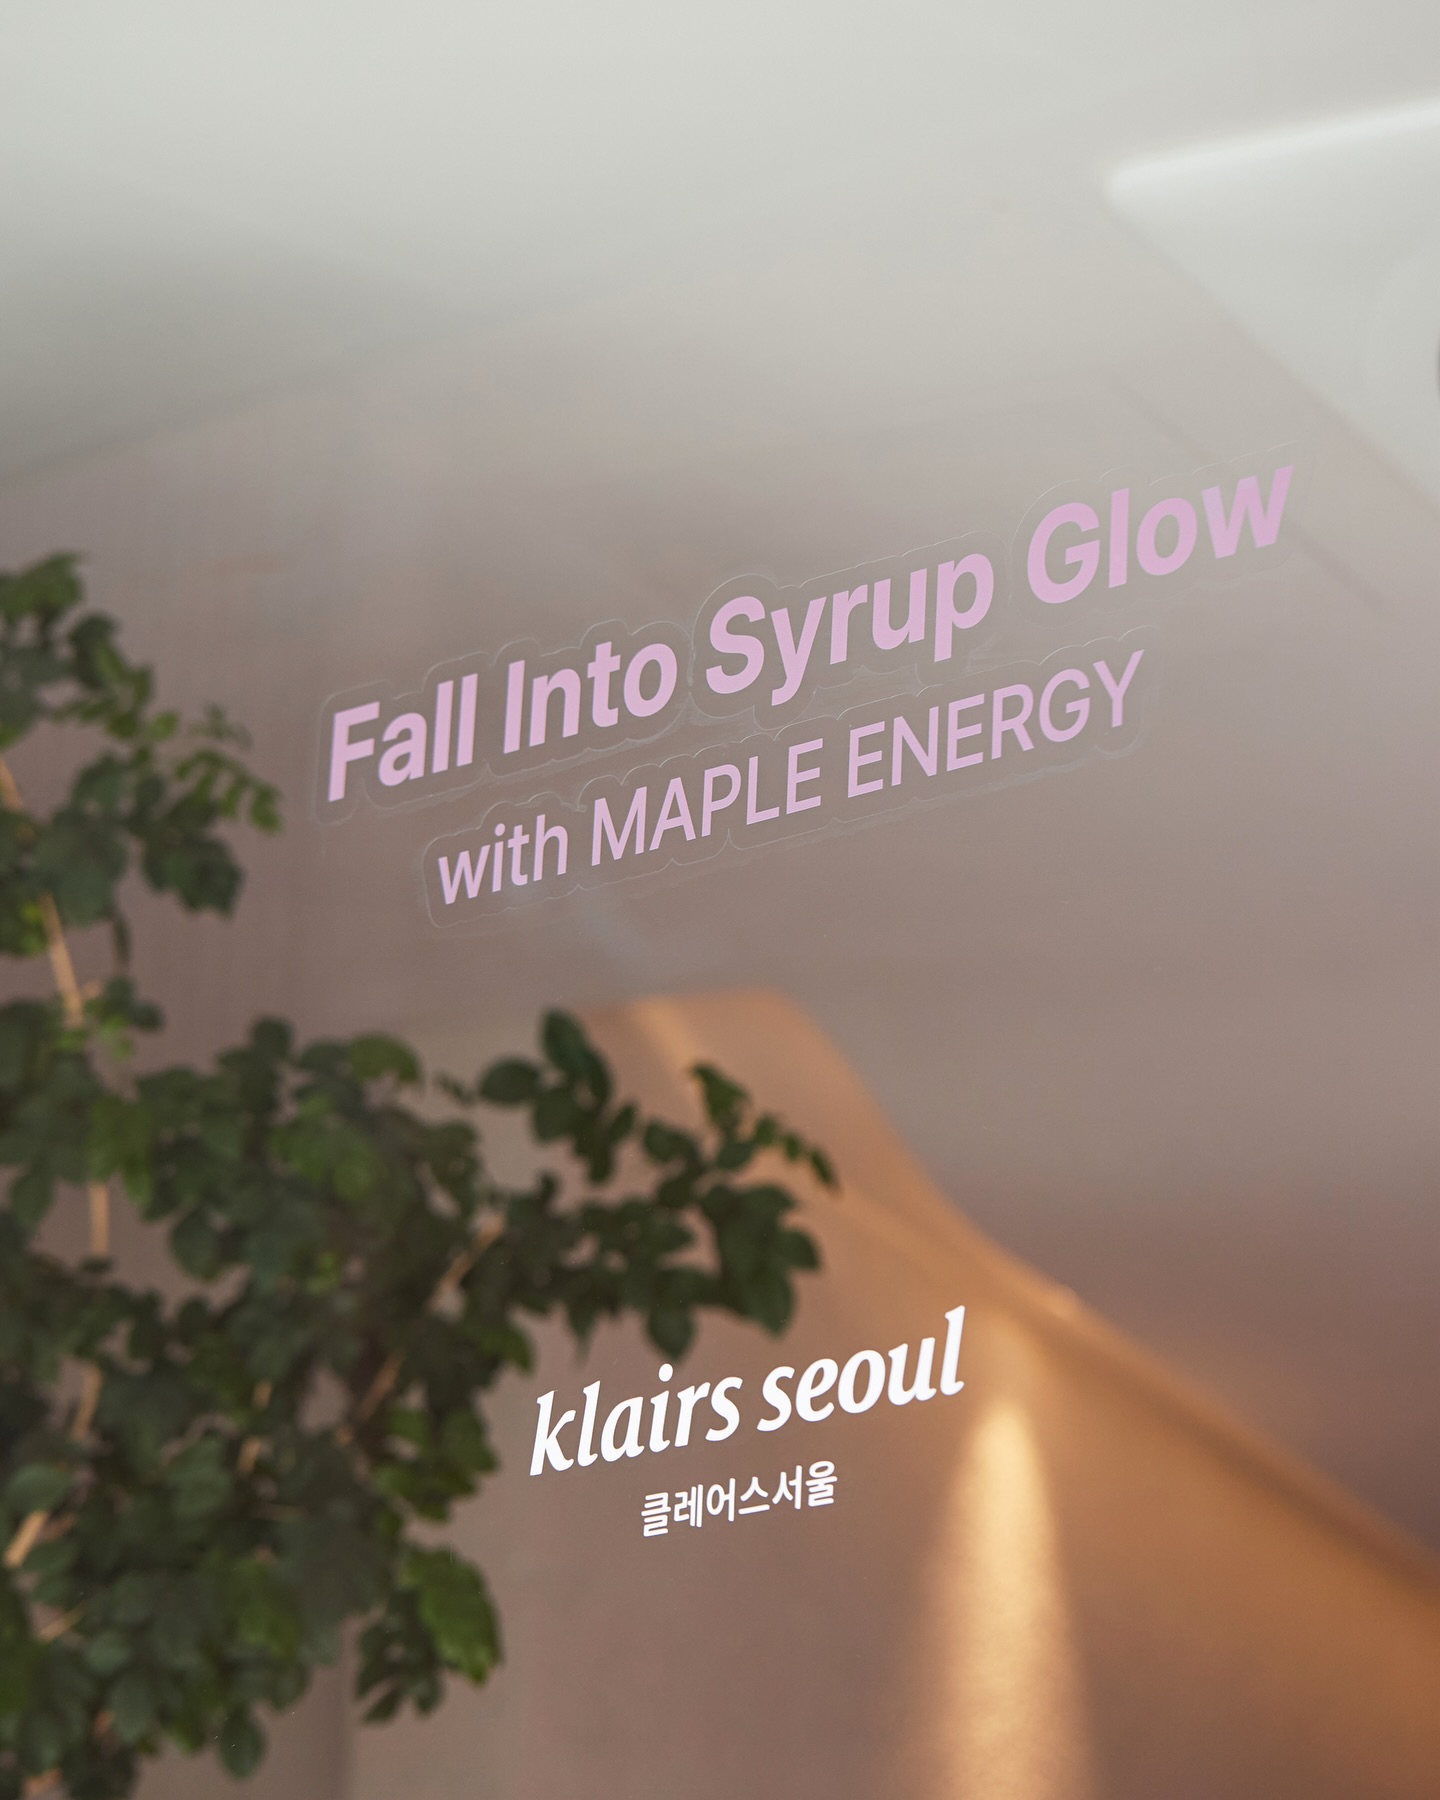 Fall Into Syrup Glow
with MAPLE ENERGY
klairs seoul
클레어스서울